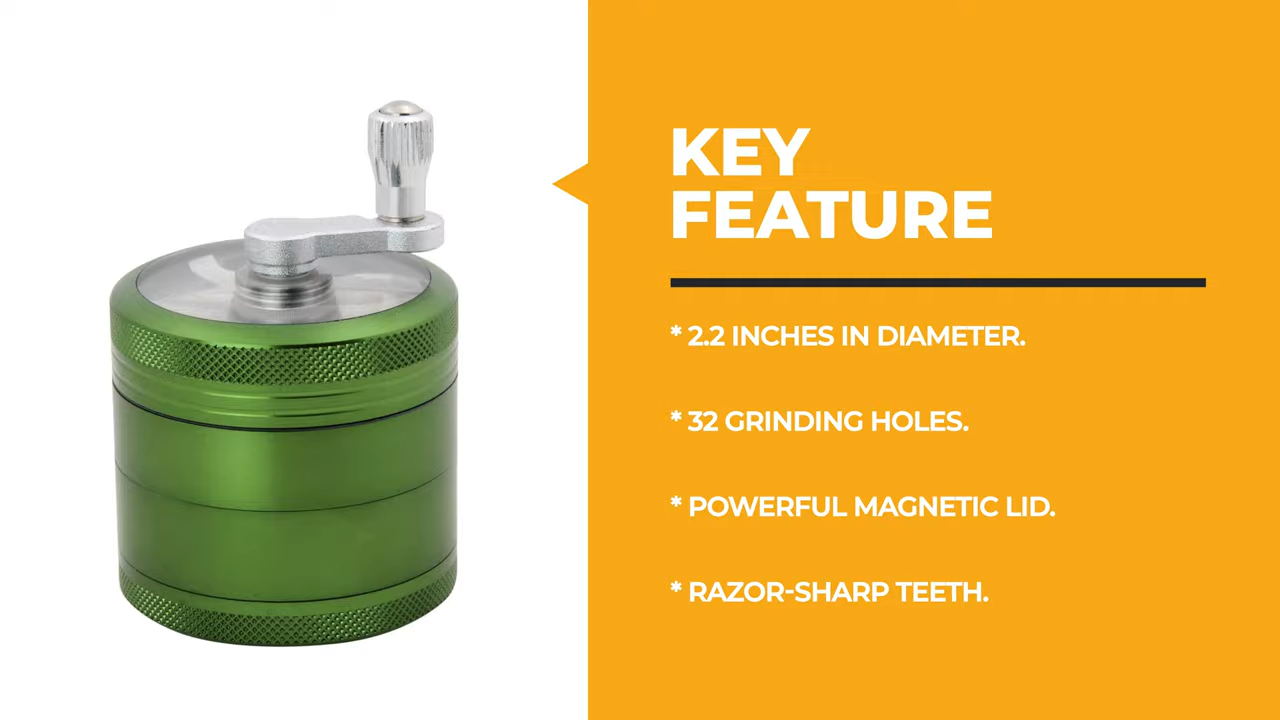 KEY
FEATURE
* 2.2 INCHES IN DIAMETER.
* 32 GRINDING HOLES.
* POWERFUL MAGNETIC LID.
* RAZOR-SHARP TEETH.